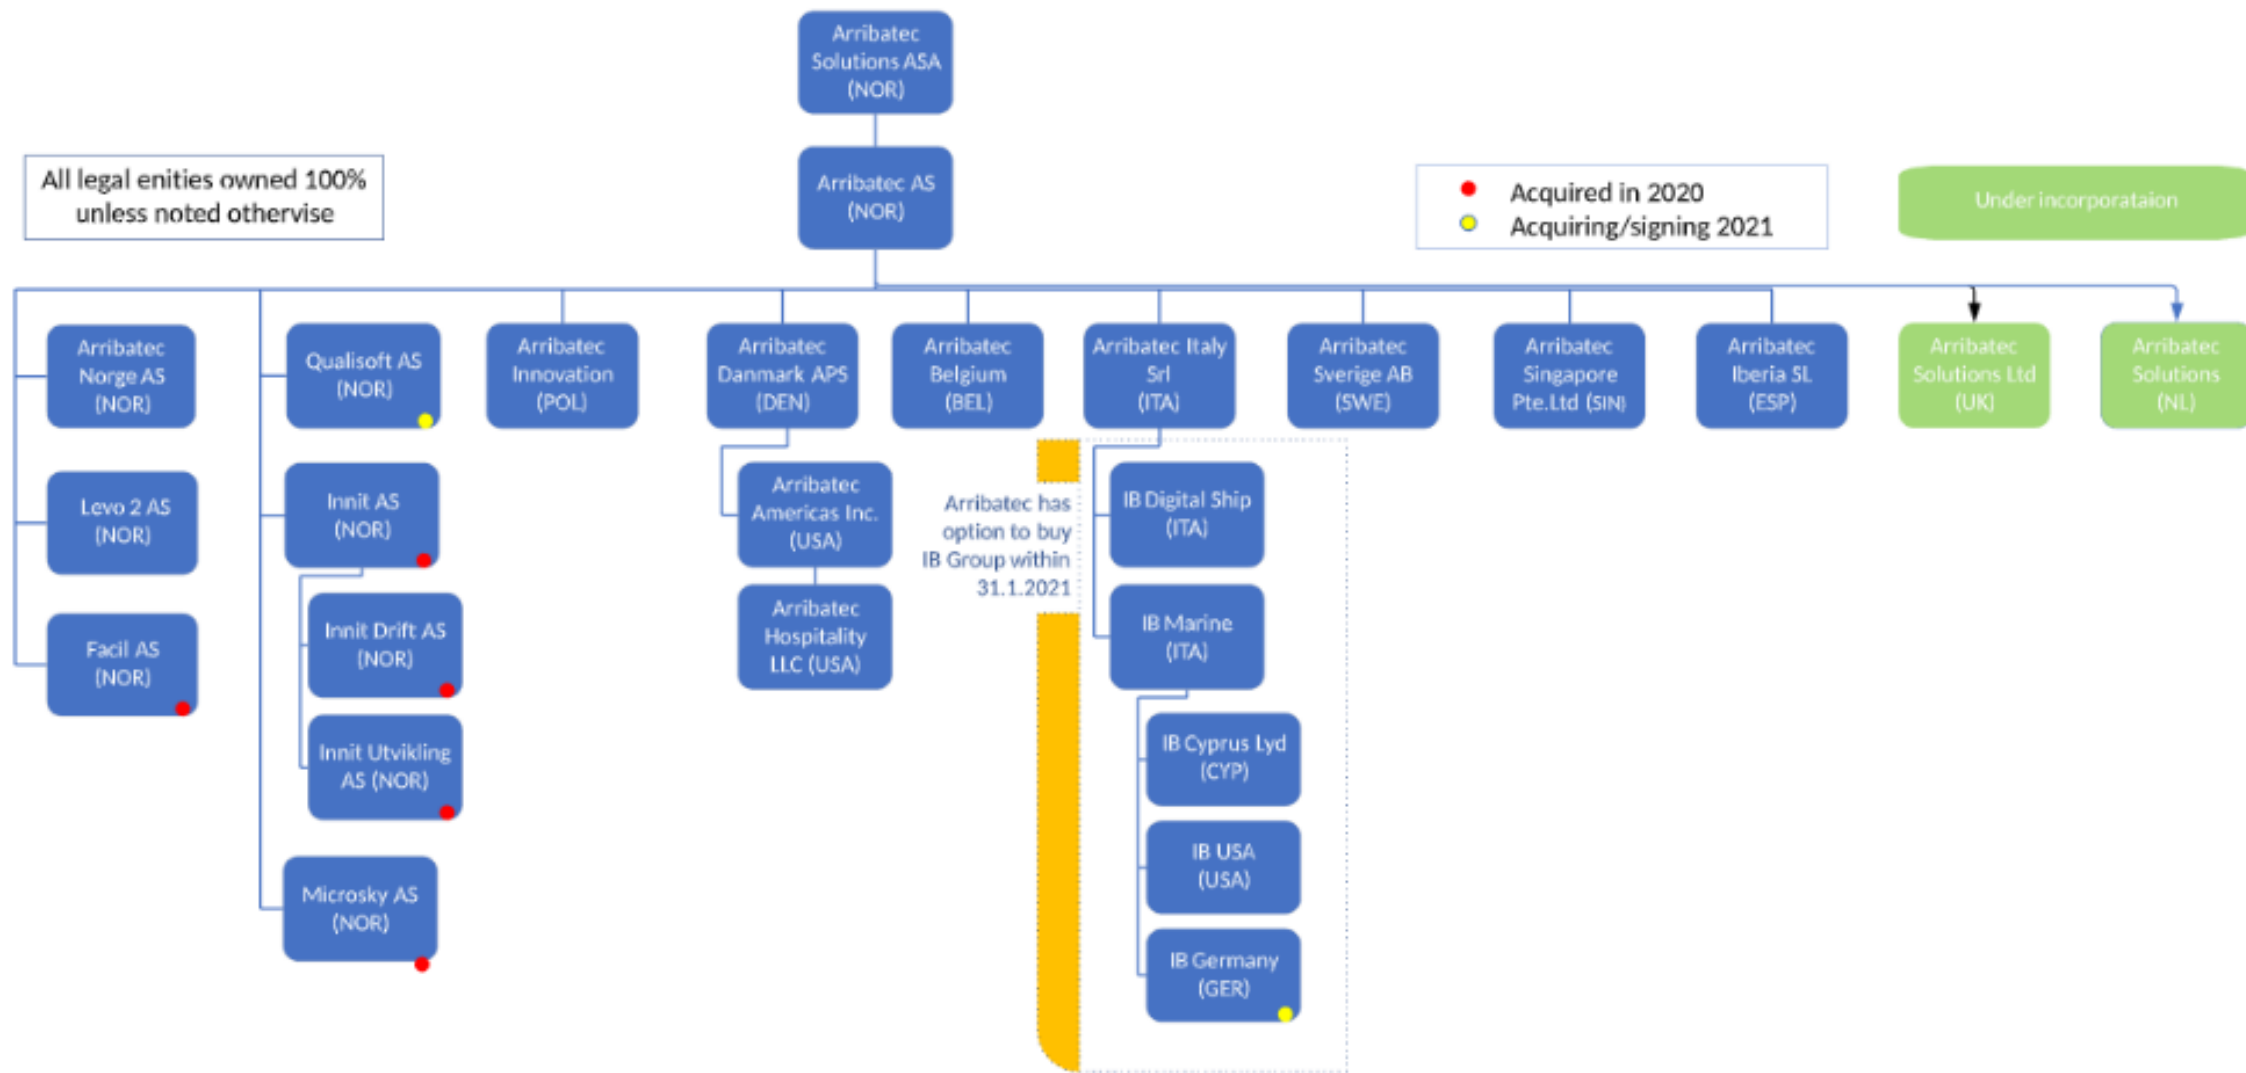 Arribatec
Solutions ASA
(NOR)
All legal enities owned 100%
unless noted othervise
Arribatec AS
(NOR)
Acquired in 2020
Acquiring/signing 2021
Under incorporataion
Arribatec
Norge AS
(NOR)
Qualisoft AS
(NOR)
Arribatec
Innovation
(POL)
Arribatec
Danmark APS
(DEN)
Arribatec
Belgium
(BEL)
Arribatec Italy
Srl
(ITA)
Arribatec
Sverige AB
(SWE)
Arribatec
Singapore
Pte.Ltd (SIN)
Arribatec
Iberia SL
(ESP)
Arribatec
Solutions Ltd
(UK)
Arribatec
Solutions
(NL)
Levo 2 AS
(NOR)
Innit AS
(NOR)
Arribatec
Americas Inc.
(USA)
Arribatec has
option to buy
IB Group within
31.1.2021
IB Digital Ship
(ITA)
Facil AS
(NOR)
Innit Drift AS
(NOR)
Arribatec
Hospitality
LLC (USA)
IB Marine
(ITA)
Innit Utvikling
AS (NOR)
IB Cyprus Lyd
(CYP)
IB USA
(USA)
Microsky AS
(NOR)
IB Germany
(GER)